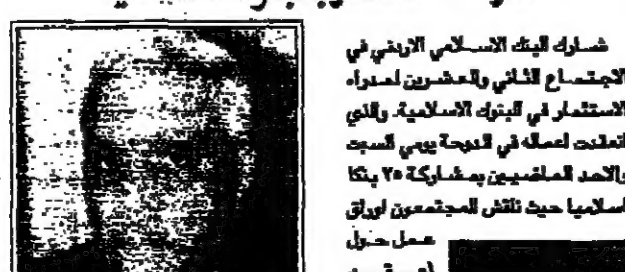 شارك البنك الاسلامي الاردني في
الاجتماع الثاني والعشرين لمدراء
الاستثمار في البنوك الاسلامية، والذي
انعقدت اعماله في الدوحة يومي السبت
والاحد الماضيين بمشاركة ٢٥ بنكا
اسلاميا حيث ناقش المجتمعون اوراق
عمل حول